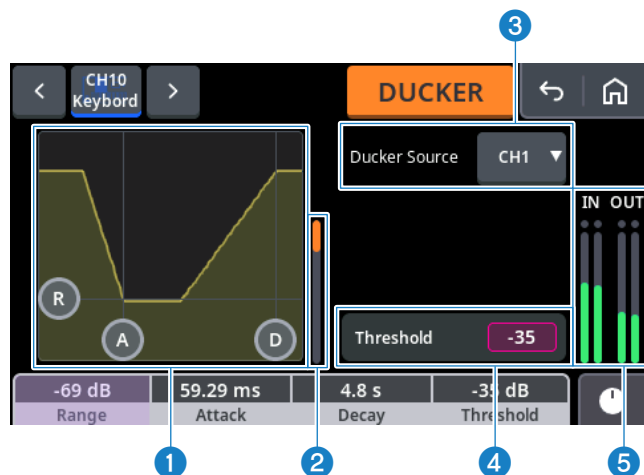 3
CH10
Keybord
DUCKER
Ducker Source
CH1
IN OUT
R
A
D
Threshold
-35
-69 dB
59.29 ms
4.8 s
-35 dB
Range
Attack
Decay
Threshold
1
2
4
5